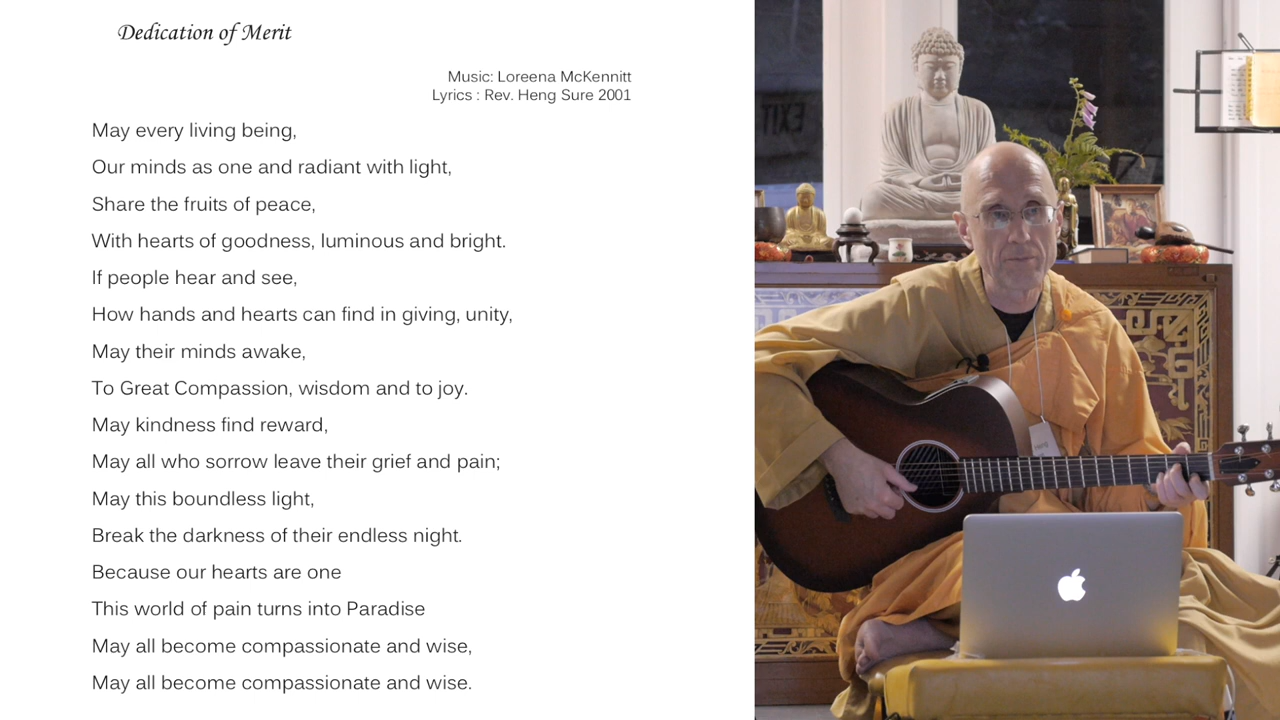 Dedication of Merit
Music: Loreena McKennitt
Lyrics : Rev. Heng Sure 2001
May every living being,
Our minds as one and radiant with light,
Share the fruits of peace,
With hearts of goodness, luminous and bright.
If people hear and see,
How hands and hearts can find in giving, unity,
May their minds awake,
To Great Compassion, wisdom and to joy.
May kindness find reward,
May all who sorrow leave their grief and pain;
May this boundless light,
Break the darkness of their endless night.
Because our hearts are one
This world of pain turns into Paradise
May all become compassionate and wise,
May all become compassionate and wise.
EXIT